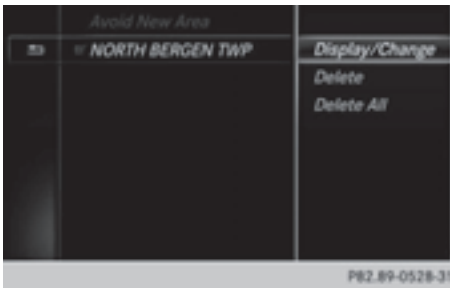 Avoid New Area
NORTH BERGEN TWP
Display/Change
Delete
Delete All
P82.89-0528-31